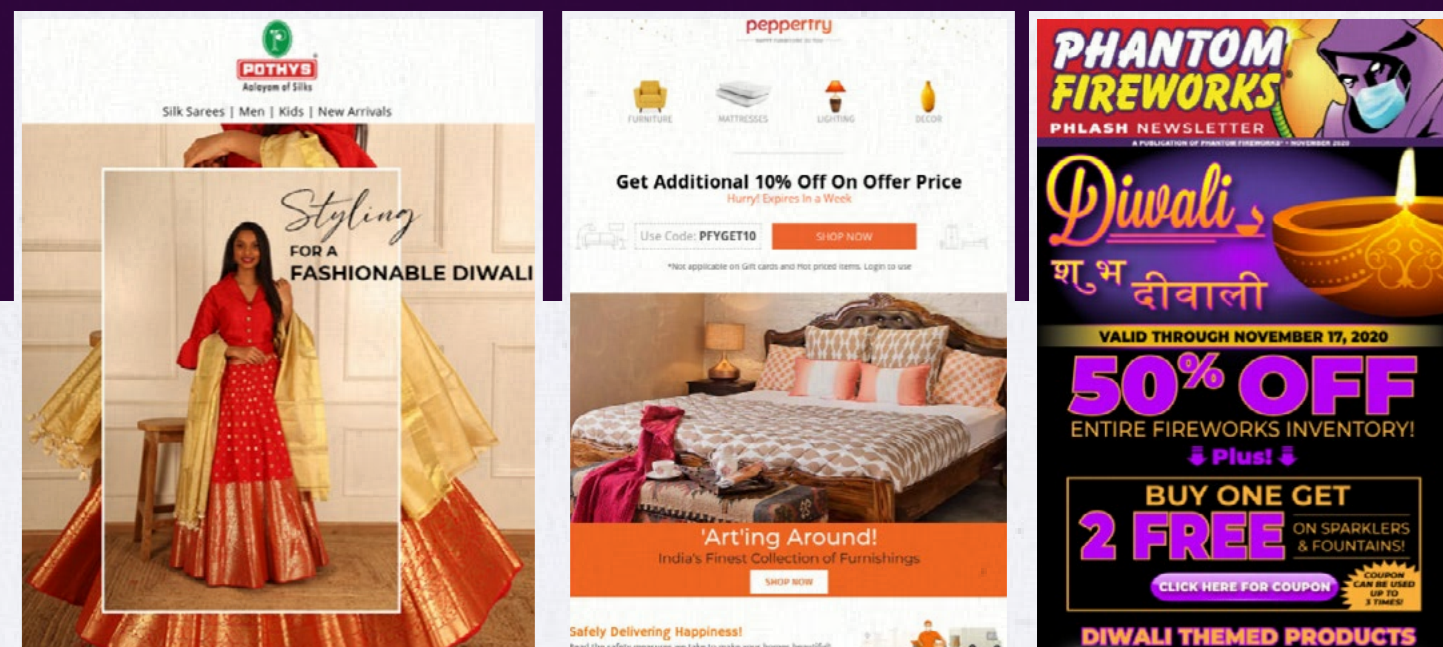 POTHYS
Aalayam of Silks
Silk Sarees | Men | Kids | New Arrivals
Styling
FOR A
FASHIONABLE DIWALI
peppertry
FURNITURE
MATTRESSES
LIGHTING
DECOR
Get Additional 10% Off On Offer Price
Hurry! Expires In a Week
Use Code: PFYGET10
SHOP NOW
*Not applicable on Gift cards and Hot priced items. Login to use
'Art'ing Around!
India's Finest Collection of Furnishings
SHOP NOW
Safely Delivering Happiness!
PHANTOM
FIREWORKS
PHLASH NEWSLETTER
A PUBLICATION OF PHANTOM FIREWORKS® • NOVEMBER 2020
Diwali
शुभ
दीवाली
VALID THROUGH NOVEMBER 17, 2020
50% OFF
ENTIRE FIREWORKS INVENTORY!
Plus!
BUY ONE GET
2 FREE
ON SPARKLERS
& FOUNTAINS!
CLICK HERE FOR COUPON
COUPON
CAN BE USED
UP TO
3 TIMES!
DIWALI THEMED PRODUCTS